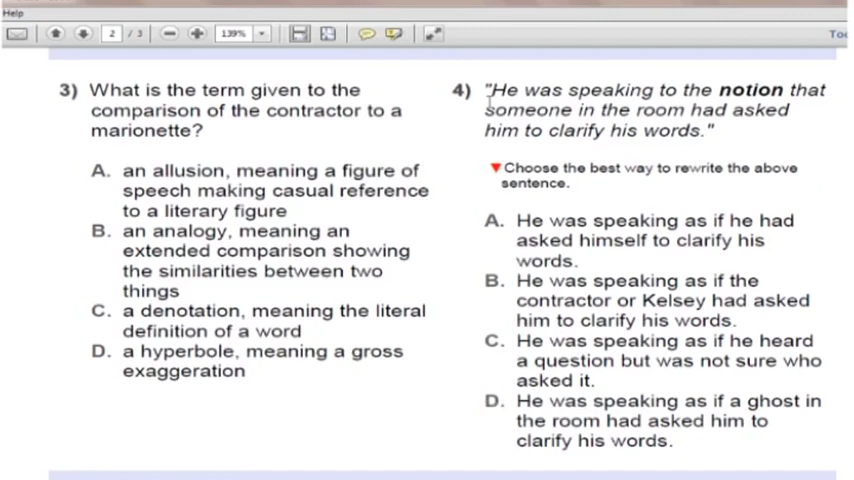 Help
2 / 3 139% Too
3) What is the term given to the
comparison of the contractor to a
marionette?
A. an allusion, meaning a figure of
speech making casual reference
to a literary figure
B. an analogy, meaning an
extended comparison showing
the similarities between two
things
C. a denotation, meaning the literal
definition of a word
D. a hyperbole, meaning a gross
exaggeration
4) "He was speaking to the notion that
someone in the room had asked
him to clarify his words."
Choose the best way to rewrite the above
sentence.
A. He was speaking as if he had
asked himself to clarify his
words.
B. He was speaking as if the
contractor or Kelsey had asked
him to clarify his words.
C. He was speaking as if he heard
a question but was not sure who
asked it.
D. He was speaking as if a ghost in
the room had asked him to
clarify his words.